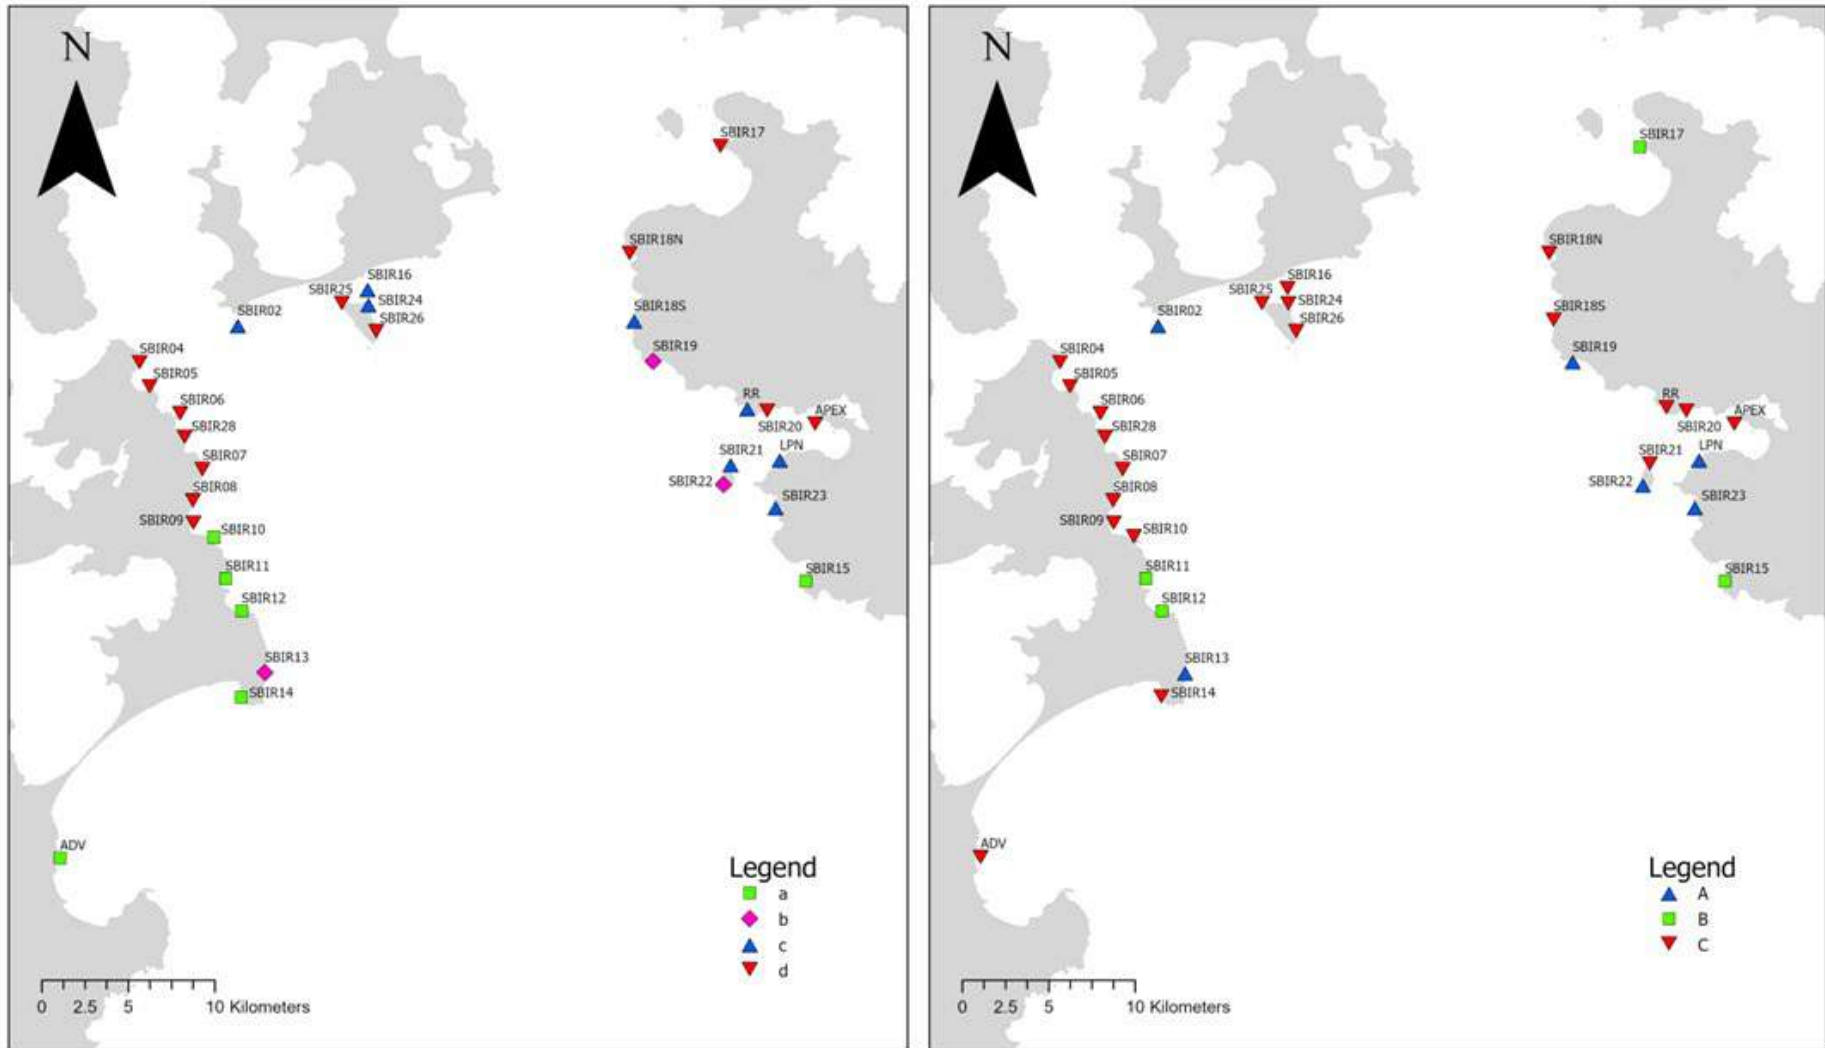 N
SBIR17
SBIR18N
SBIR16
SBIR25
SBIR24
SBIR02
SBIR26
SBIR18S
SBIR19
SBIR04
SBIR05
SBIR06
SBIR28
SBIR07
SBIR08
SBIR09
SBIR10
SBIR11
SBIR12
SBIR13
SBIR14
RR
APEX
SBIR20
SBIR21
LPN
SBIR22
SBIR23
SBIR15
ADV
Legend
a
b
c
d
0 2.5 5 10 Kilometers
N
SBIR17
SBIR18N
SBIR16
SBIR25
SBIR24
SBIR02
SBIR26
SBIR18S
SBIR19
SBIR04
SBIR05
SBIR06
SBIR28
SBIR07
SBIR08
SBIR09
SBIR10
SBIR11
SBIR12
SBIR13
SBIR14
RR
APEX
SBIR20
SBIR21
LPN
SBIR22
SBIR23
SBIR15
ADV
Legend
A
B
C
0 2.5 5 10 Kilometers